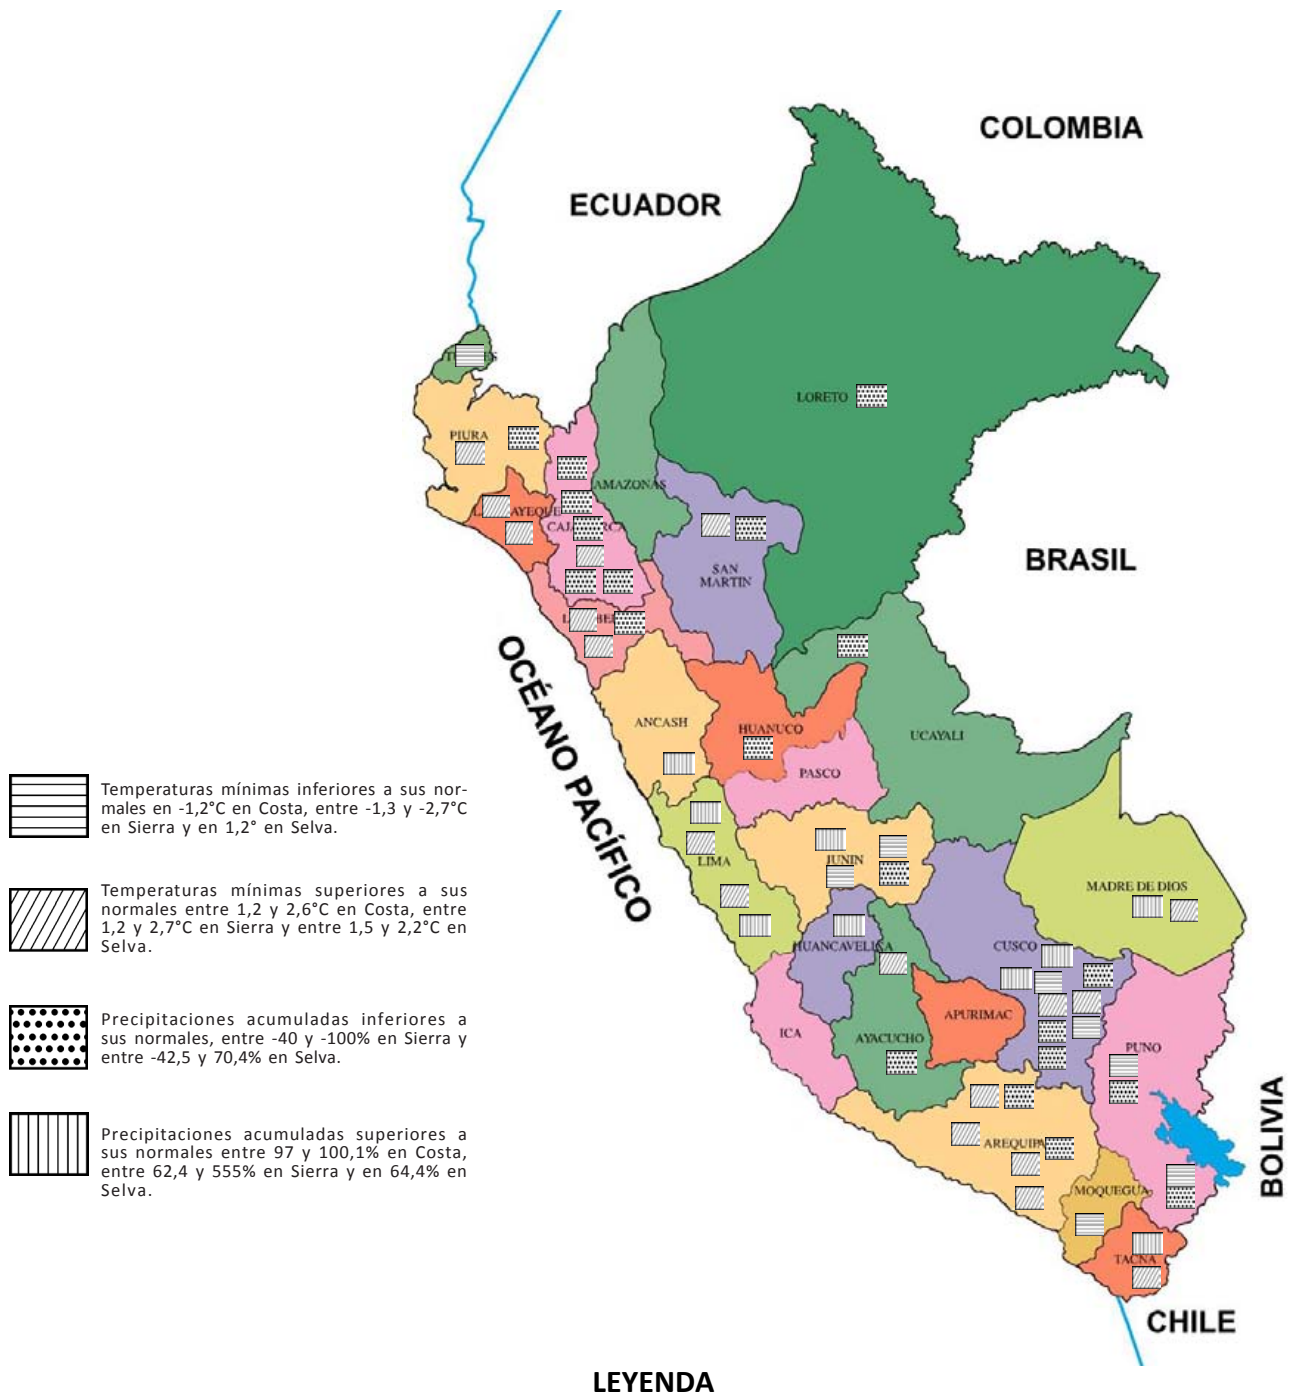 COLOMBIA
ECUADOR
LORETO
PIURA
AMAZONAS
BRASIL
SAN
MARTIN
OCÉANO PACÍFICO
ANCASH
HUANUCO
UCAYALI
PASCO
LIMA
JUNIN
MADRE DE DIOS
HUANCAVELICA
CUSCO
APURIMAC
ICA
AYACUCHO
PUNO
AREQUIPA
MOQUEGUA
BOLIVIA
TACNA
CHILE
Temperaturas mínimas inferiores a sus nor-
males en -1,2°C en Costa, entre -1,3 y -2,7°C
en Sierra y en 1,2° en Selva.
Temperaturas mínimas superiores a sus
normales entre 1,2 y 2,6°C en Costa, entre
1,2 y 2,7°C en Sierra y entre 1,5 y 2,2°C en
Selva.
Precipitaciones acumuladas inferiores a
sus normales, entre -40 y -100% en Sierra y
entre -42,5 y 70,4% en Selva.
Precipitaciones acumuladas superiores a
sus normales entre 97 y 100,1% en Costa,
entre 62,4 y 555% en Sierra y en 64,4% en
Selva.
LEYENDA